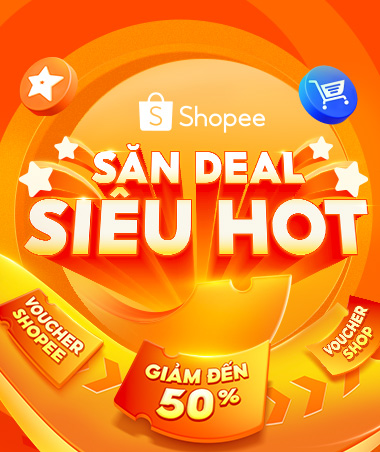 S Shopee
SĂN DEAL
SIÊU HOT
VOUCHER
SHOPEE
GIẢM ĐẾN
50%
VOUCHER
SHOP